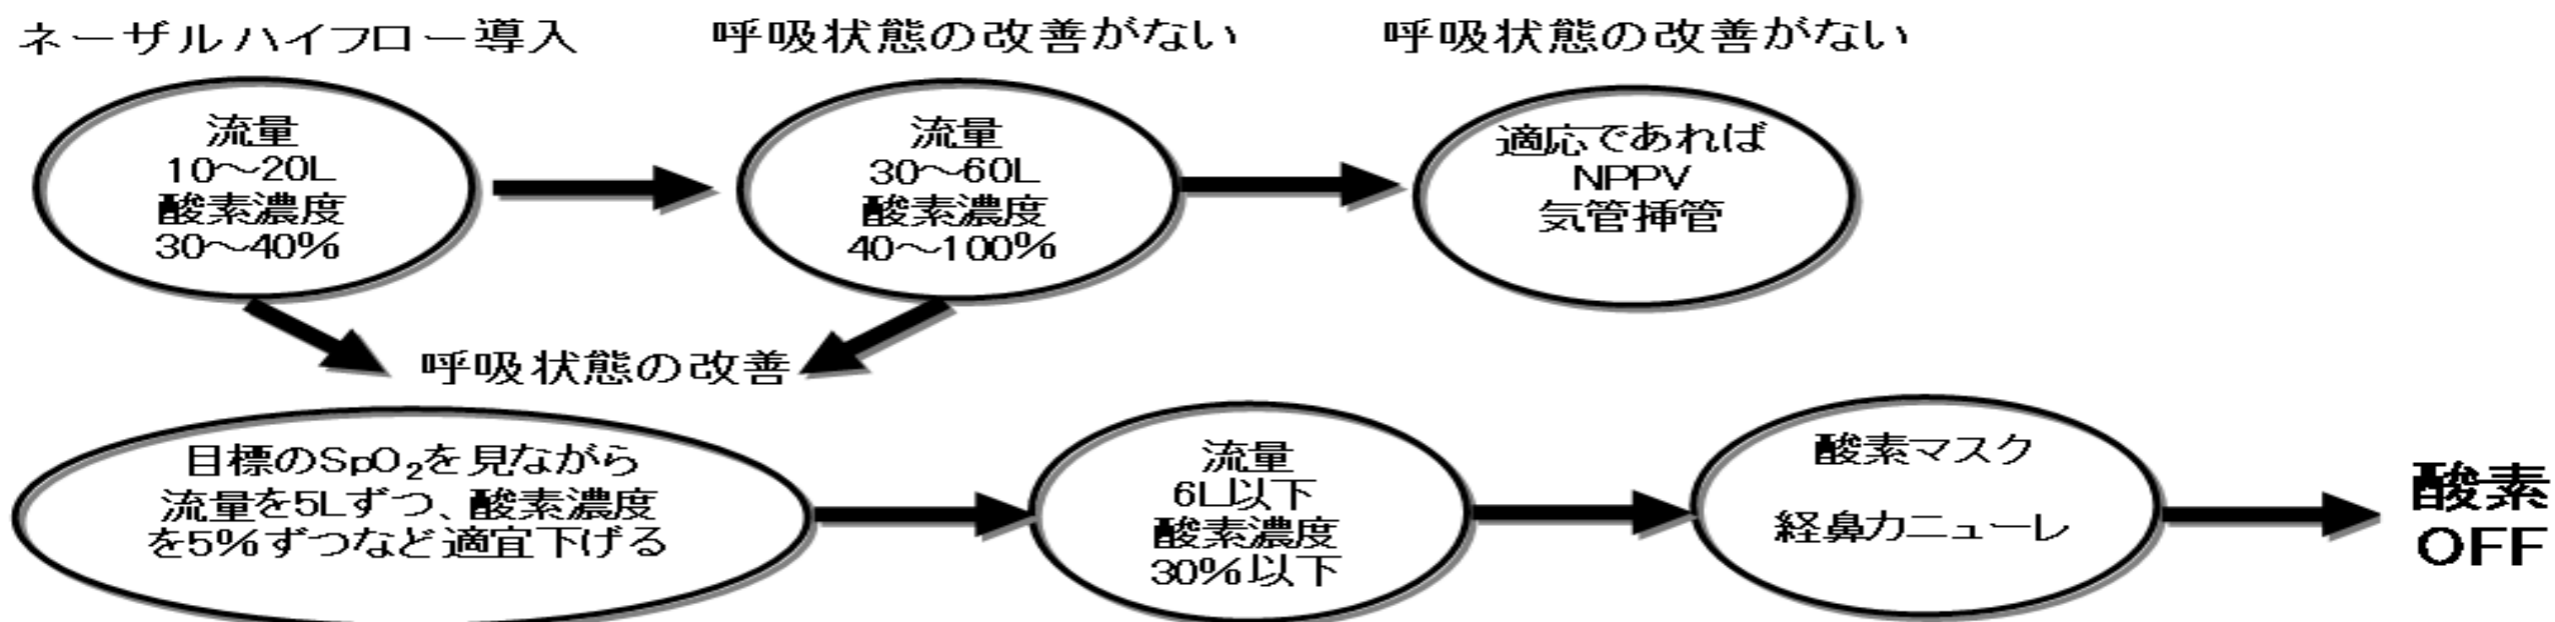 ネーザルハイフロー導入
呼吸状態の改善がない
呼吸状態の改善がない
流量
10～20L
酸素濃度
30～40%
流量
30～60L
酸素濃度
40～100%
適応であれば
NPPV
気管挿管
呼吸状態の改善
目標のSpO₂を見ながら
流量を5Lずつ、酸素濃度
を5%ずつなど適宜下げる
流量
6L以下
酸素濃度
30%以下
酸素マスク
経鼻カニューレ
酸素
OFF